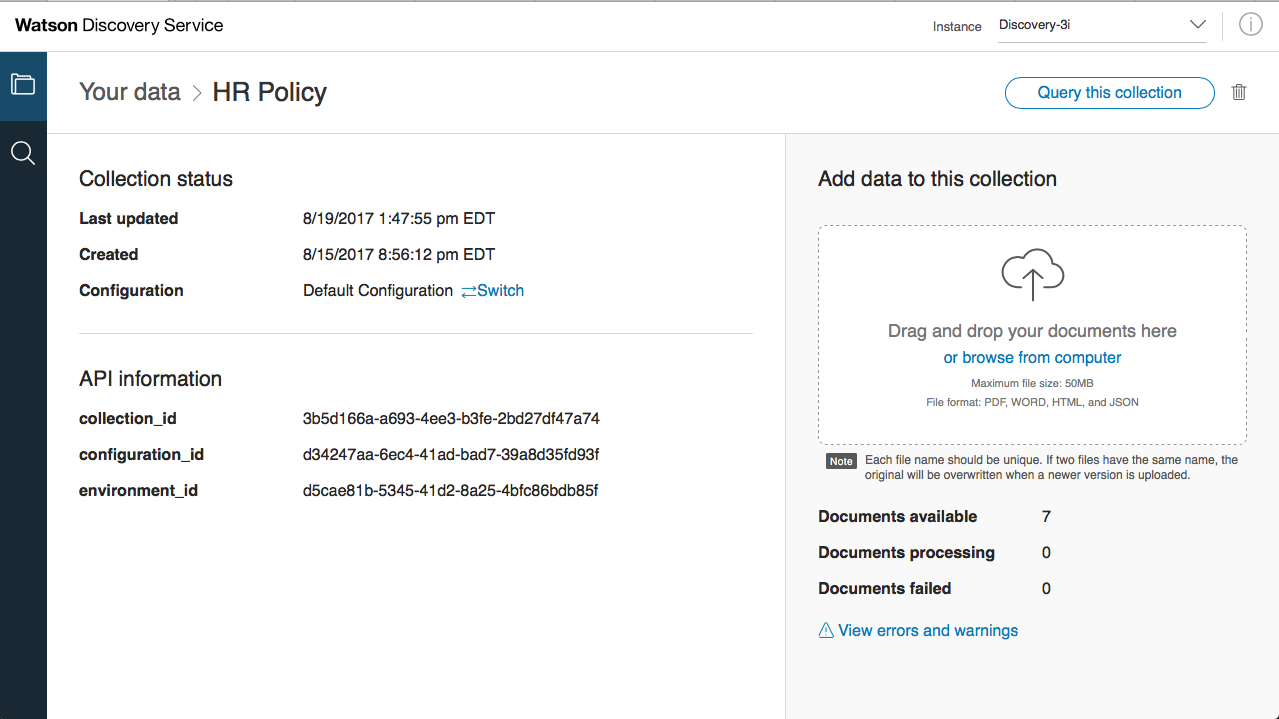 Watson Discovery Service
Instance Discovery-3i
Your data > HR Policy
Query this collection
Collection status
Last updated 8/19/2017 1:47:55 pm EDT
Created 8/15/2017 8:56:12 pm EDT
Configuration Default Configuration Switch
API information
collection_id 3b5d166a-a693-4ee3-b3fe-2bd27df47a74
configuration_id d34247aa-6ec4-41ad-bad7-39a8d35fd93f
environment_id d5cae81b-5345-41d2-8a25-4bfc86bdb85f
Add data to this collection
Drag and drop your documents here
or browse from computer
Maximum file size: 50MB
File format: PDF, WORD, HTML, and JSON
Note Each file name should be unique. If two files have the same name, the
original will be overwritten when a newer version is uploaded.
Documents available 7
Documents processing 0
Documents failed 0
View errors and warnings